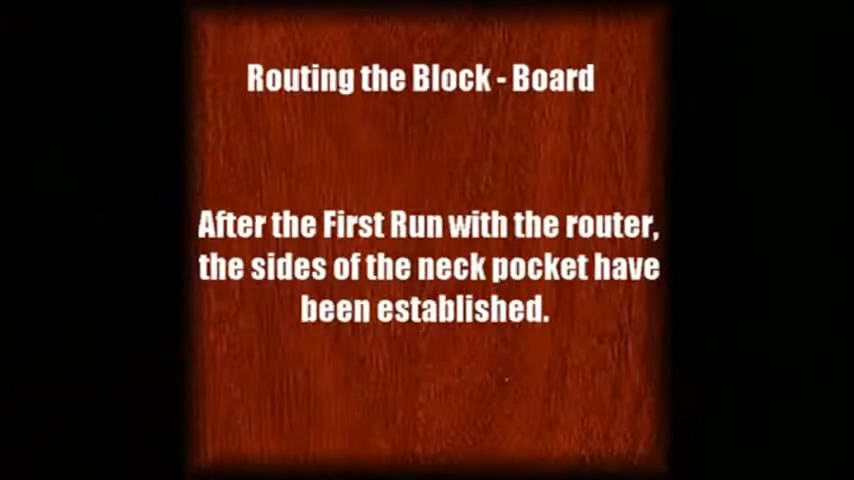 Routing the Block - Board
After the First Run with the router,
the sides of the neck pocket have
been established.